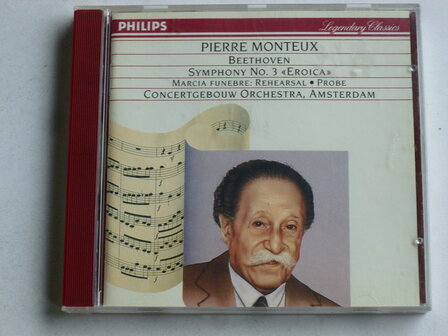 PHILIPS
Legendary Classics
PIERRE MONTEUX
BEETHOVEN
SYMPHONY NO. 3 «EROICA»
MARCIA FUNEBRE: REHEARSAL • PROBE
CONCERTGEBOUW ORCHESTRA, AMSTERDAM